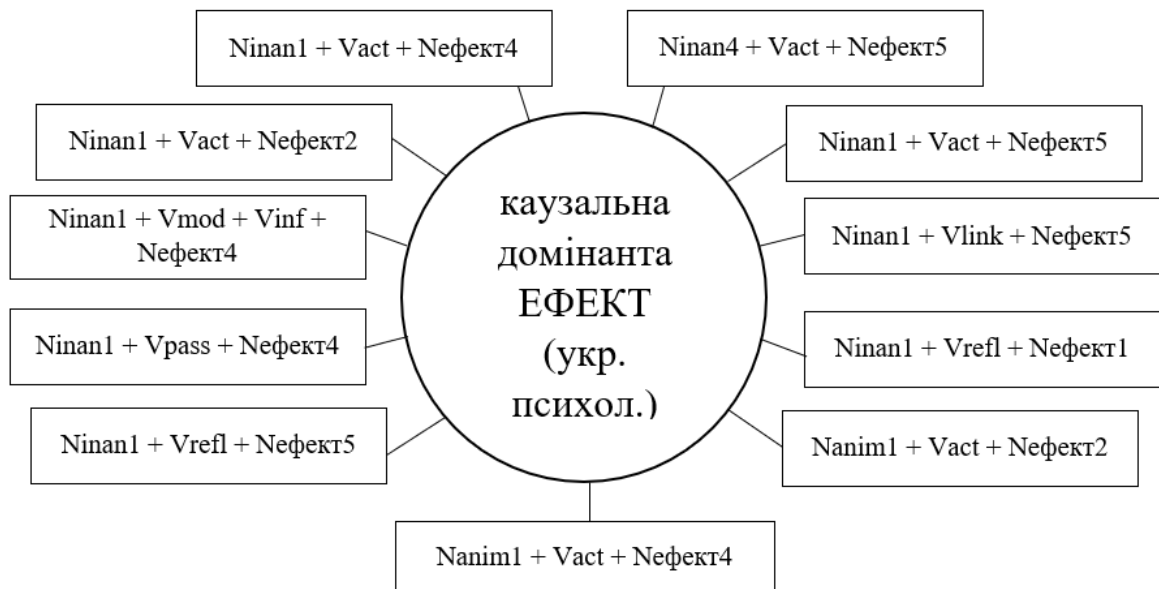 Ninan1 + Vact + Nефект4
Ninan4 + Vact + Nефект5
Ninan1 + Vact + Nефект2
Ninan1 + Vact + Nефект5
Ninan1 + Vmod + Vinf +
Nефект4
Ninan1 + Vlink + Nефект5
Ninan1 + Vpass + Nефект4
Ninan1 + Vrefl + Nефект1
Ninan1 + Vrefl + Nефект5
Nanim1 + Vact + Nефект2
Nanim1 + Vact + Nефект4
каузальна
домінанта
ЕФЕКТ
(укр.
психол.)